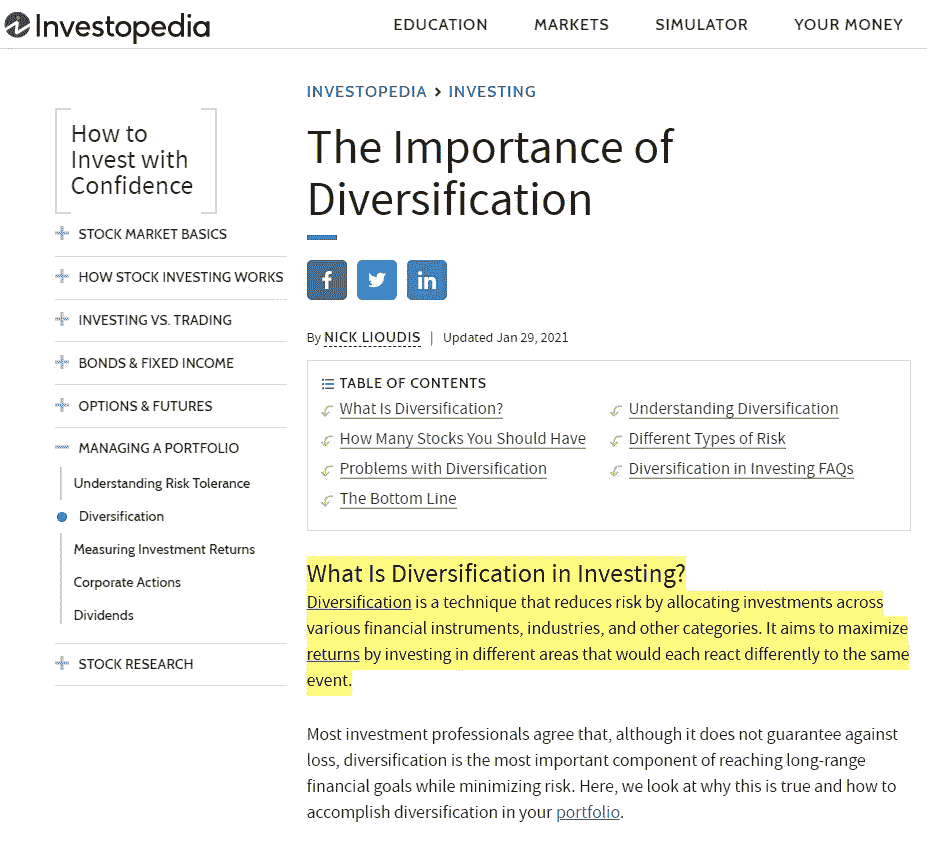 Investopedia
EDUCATION
MARKETS
SIMULATOR
YOUR MONEY
How to
Invest with
Confidence
STOCK MARKET BASICS
HOW STOCK INVESTING WORKS
INVESTING VS. TRADING
BONDS & FIXED INCOME
OPTIONS & FUTURES
MANAGING A PORTFOLIO
Understanding Risk Tolerance
Diversification
Measuring Investment Returns
Corporate Actions
Dividends
STOCK RESEARCH
INVESTOPEDIA > INVESTING
The Importance of
Diversification
By NICK LIOUDIS | Updated Jan 29, 2021
TABLE OF CONTENTS
What Is Diversification?
Understanding Diversification
How Many Stocks You Should Have
Different Types of Risk
Problems with Diversification
Diversification in Investing FAQs
The Bottom Line
What Is Diversification in Investing?
Diversification is a technique that reduces risk by allocating investments across
various financial instruments, industries, and other categories. It aims to maximize
returns by investing in different areas that would each react differently to the same
event.
Most investment professionals agree that, although it does not guarantee against
loss, diversification is the most important component of reaching long-range
financial goals while minimizing risk. Here, we look at why this is true and how to
accomplish diversification in your portfolio.